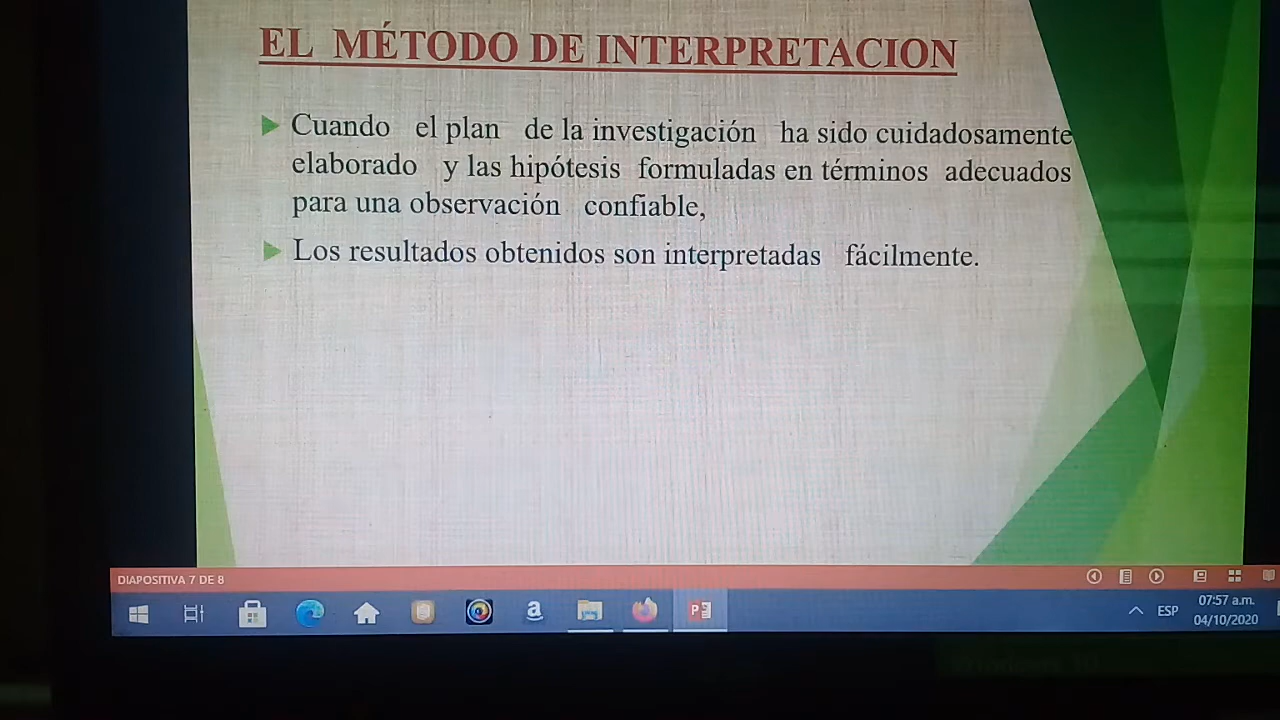 EL MÉTODO DE INTERPRETACION
Cuando el plan de la investigación ha sido cuidadosamente
elaborado y las hipótesis formuladas en términos adecuados
para una observación confiable,
Los resultados obtenidos son interpretadas fácilmente.
DIAPOSITIVA 7 DE 8
ESP
07:57 a.m.
04/10/2020